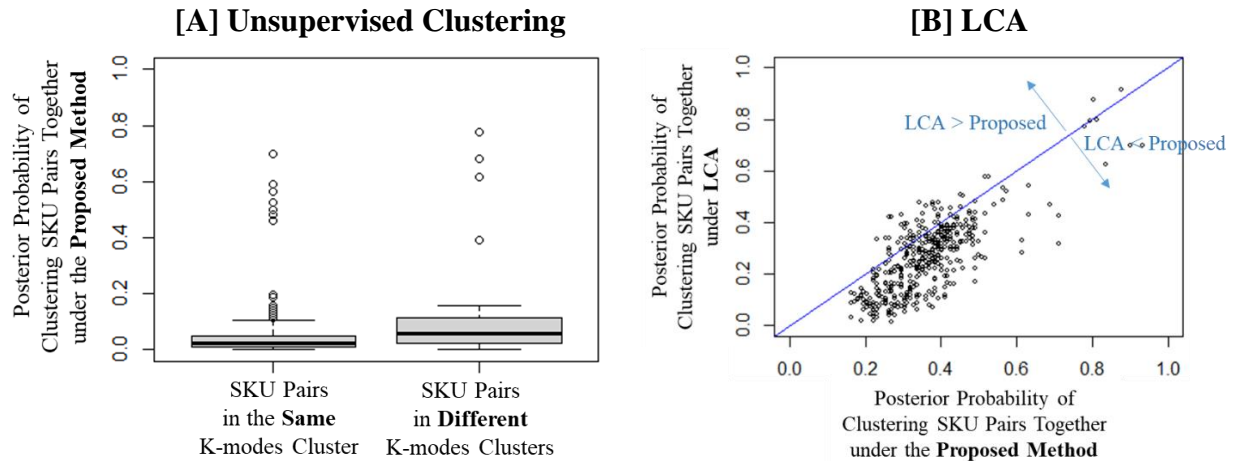 [A] Unsupervised Clustering
Posterior Probability of
Clustering SKU Pairs Together
under the Proposed Method
1.0
0.8
0.6
0.4
0.2
0.0
SKU Pairs
in the Same
K-modes Cluster
SKU Pairs
in Different
K-modes Clusters
[B] LCA
Posterior Probability of
Clustering SKU Pairs Together
under LCA
1.0
0.8
0.6
0.4
0.2
0.0
LCA > Proposed
LCA < Proposed
0.0 0.2 0.4 0.6 0.8 1.0
Posterior Probability of
Clustering SKU Pairs Together
under the Proposed Method